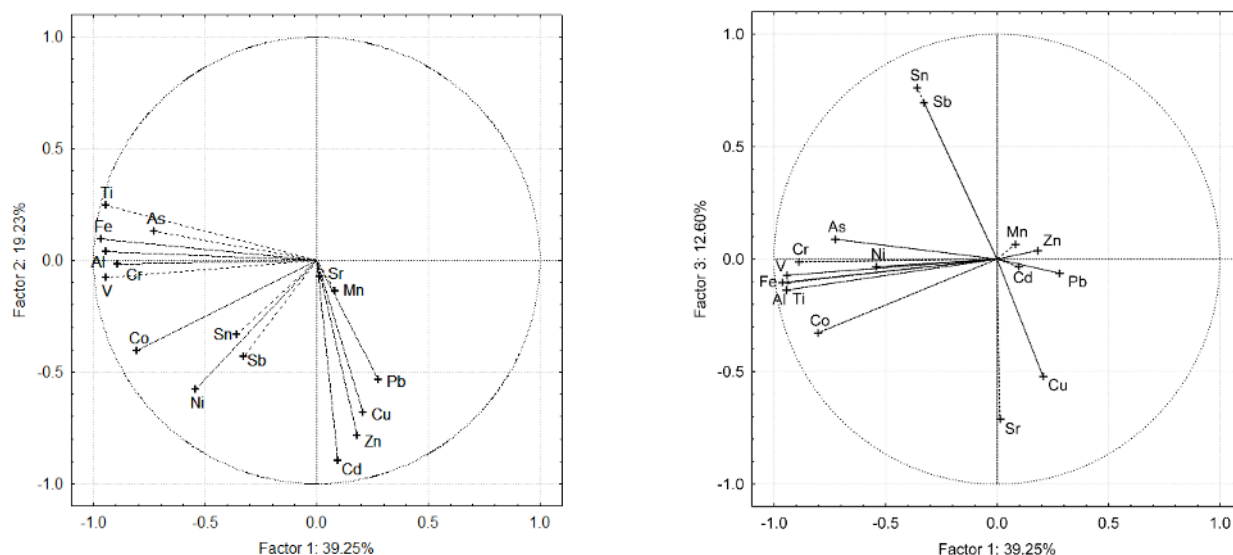 1.0
Ti
As
Fe
Al
Cr
V
Co
Sn
Sb
Ni
Sr
Mn
Pb
Cu
Zn
Cd
0.5
0.0
-0.5
-1.0
-1.0 -0.5 0.0 0.5 1.0
Factor 2: 19.23%
Factor 1: 39.25%
1.0
Sn
Sb
As
Cr
Ni
V
Fe
Al Ti
Co
Mn
Zn
Cd
Pb
Cu
Sr
0.5
0.0
-0.5
-1.0
-1.0 -0.5 0.0 0.5 1.0
Factor 3: 12.60%
Factor 1: 39.25%